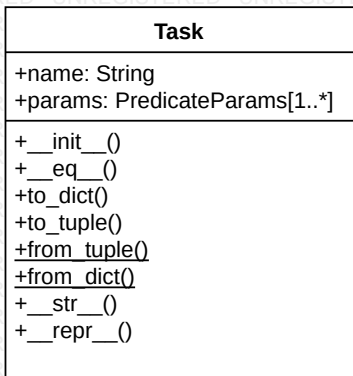 Task
+name: String
+params: PredicateParams[1..*]
+__init__()
+__eq__()
+to_dict()
+to_tuple()
+from_tuple()
+from_dict()
+__str__()
+__repr__()